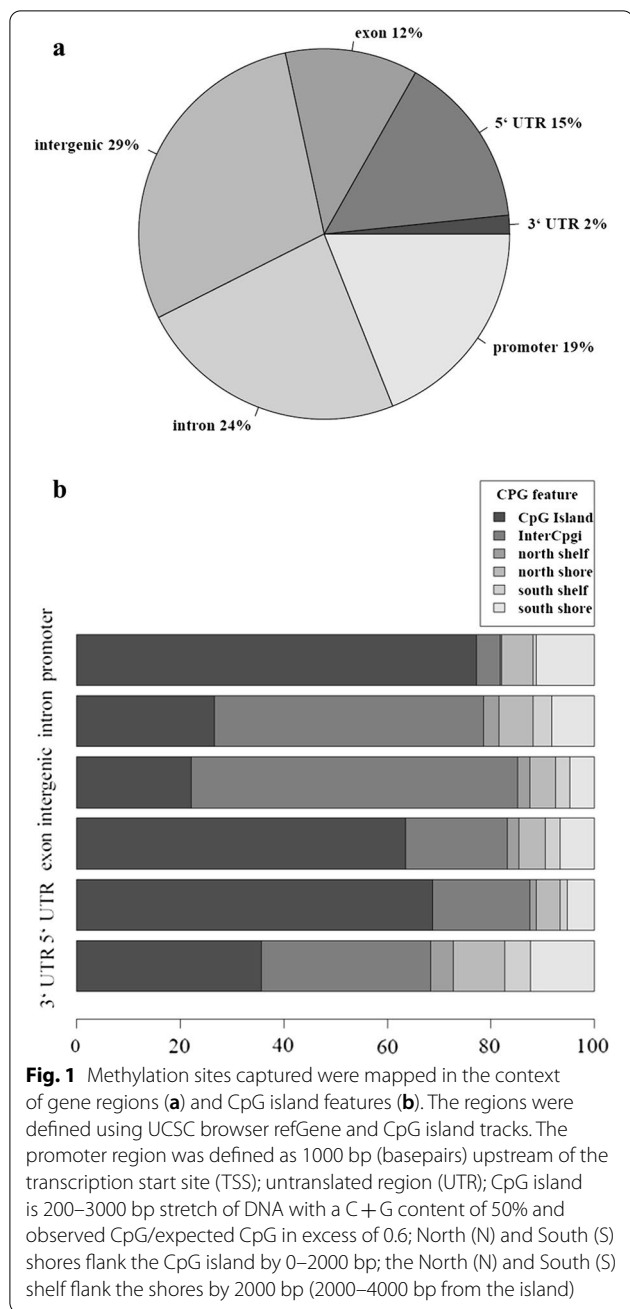 a
exon 12%
5‘ UTR 15%
intergenic 29%
3‘ UTR 2%
promoter 19%
intron 24%
b
CPG feature
CpG Island
InterCpgi
north shelf
north shore
south shelf
south shore
promoter
intron
intergenic
exon
5‘ UTR
3‘ UTR
0 20 40 60 80 100
Fig. 1 Methylation sites captured were mapped in the context
of gene regions (a) and CpG island features (b). The regions were
defined using UCSC browser refGene and CpG island tracks. The
promoter region was defined as 1000 bp (basepairs) upstream of the
transcription start site (TSS); untranslated region (UTR); CpG island
is 200–3000 bp stretch of DNA with a C + G content of 50% and
observed CpG/expected CpG in excess of 0.6; North (N) and South (S)
shores flank the CpG island by 0–2000 bp; the North (N) and South (S)
shelf flank the shores by 2000 bp (2000–4000 bp from the island)